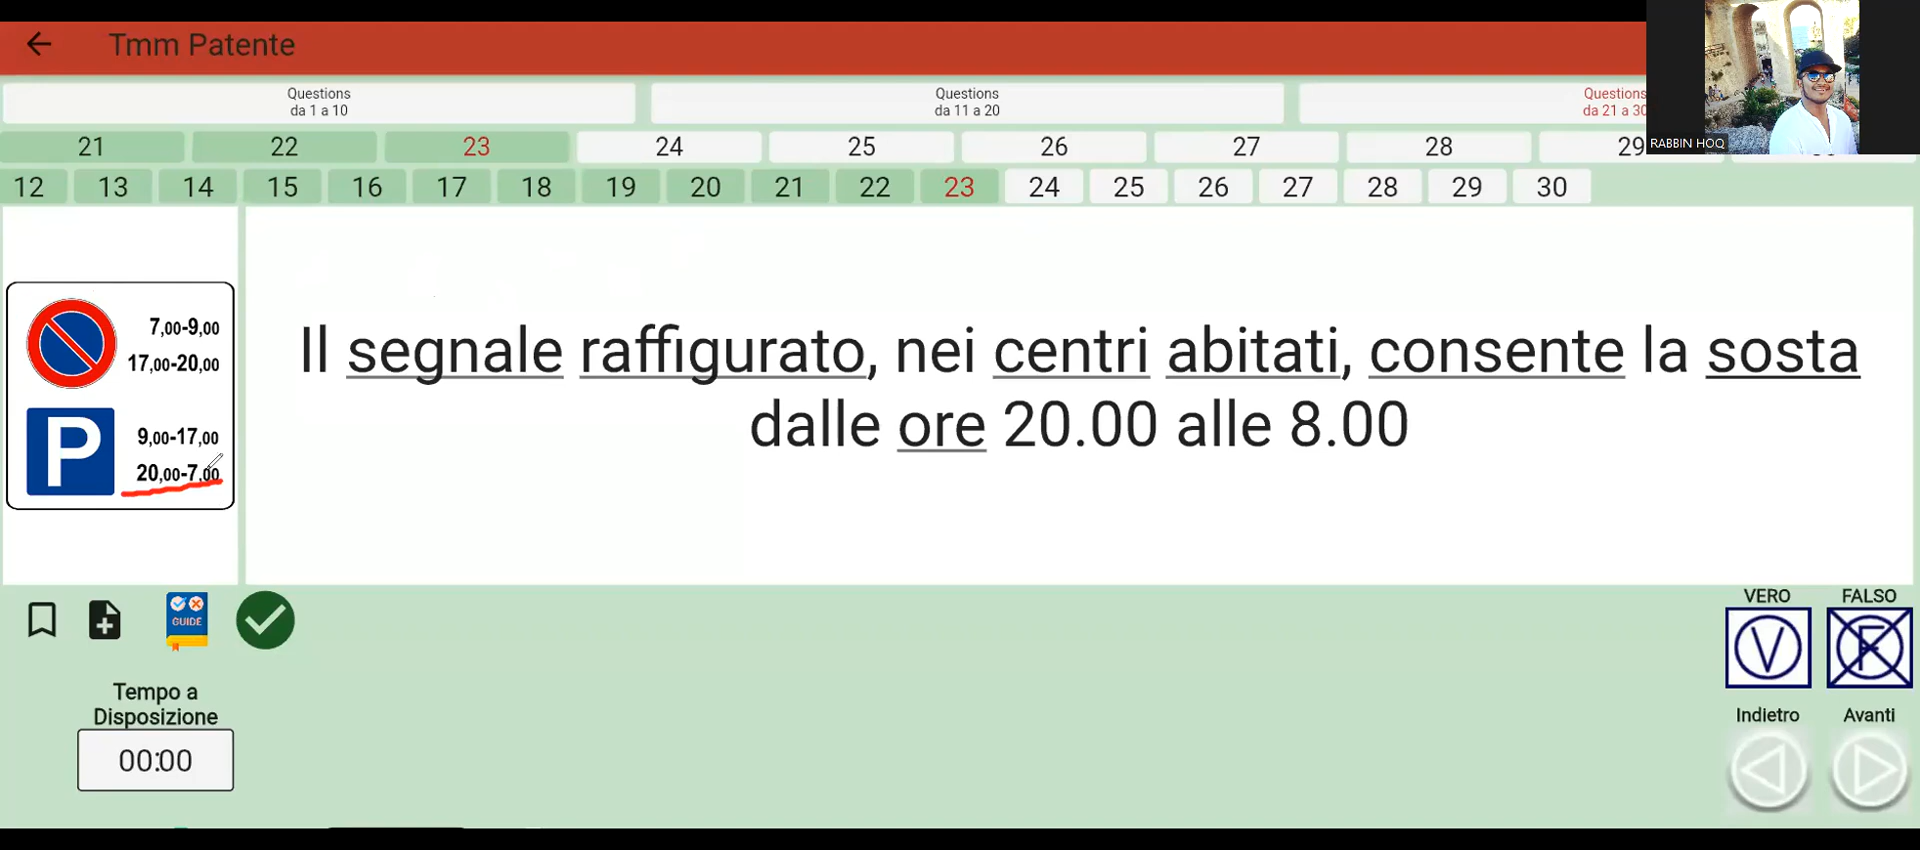 Tmm Patente
Questions
da 1 a 10
Questions
da 11 a 20
Questions
da 21 a 30
RABBIN HOQ
21 22 23 24 25 26 27 28 29
12 13 14 15 16 17 18 19 20 21 22 23 24 25 26 27 28 29 30
7,00-9,00
17,00-20,00
P 9,00-17,00
20,00-7,00
Il segnale raffigurato, nei centri abitati, consente la sosta
dalle ore 20.00 alle 8.00
GUIDE
VERO FALSO
V F
Tempo a
Disposizione
00:00
Indietro Avanti